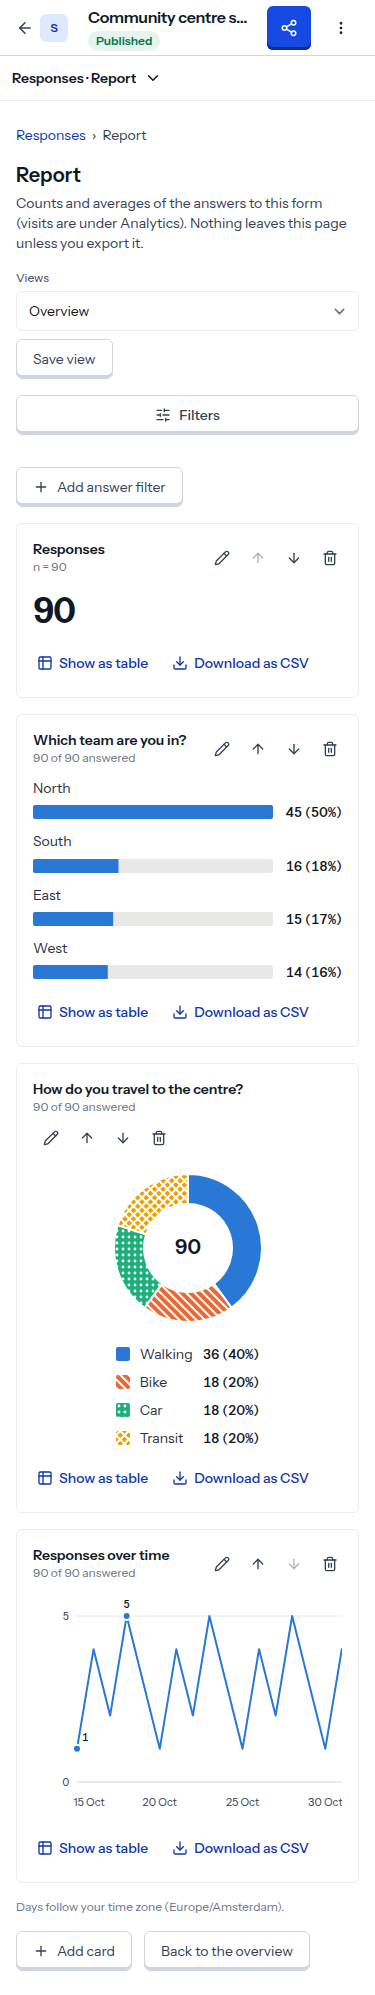 S
Community centre s...
Published
Responses · Report
Responses › Report
Report
Counts and averages of the answers to this form
(visits are under Analytics). Nothing leaves this page
unless you export it.
Views
Overview
Save view
Filters
Add answer filter
Responses
n = 90
90
Show as table
Download as CSV
Which team are you in?
90 of 90 answered
North
45 (50%)
South
16 (18%)
East
15 (17%)
West
14 (16%)
Show as table
Download as CSV
How do you travel to the centre?
90 of 90 answered
90
Walking 36 (40%)
Bike 18 (20%)
Car 18 (20%)
Transit 18 (20%)
Show as table
Download as CSV
Responses over time
90 of 90 answered
5
5
1
0
15 Oct 20 Oct 25 Oct 30 Oct
Show as table
Download as CSV
Days follow your time zone (Europe/Amsterdam).
Add card
Back to the overview